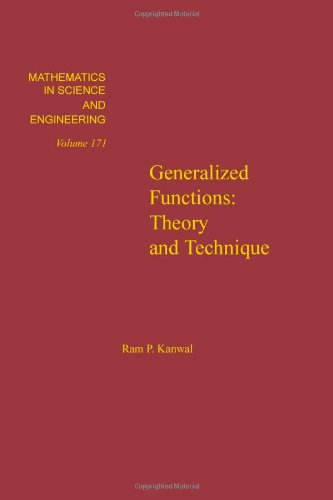 MATHEMATICS
IN SCIENCE
AND
ENGINEERING
Volume 171
Generalized
Functions:
Theory
and Technique
Ram P. Kanwal